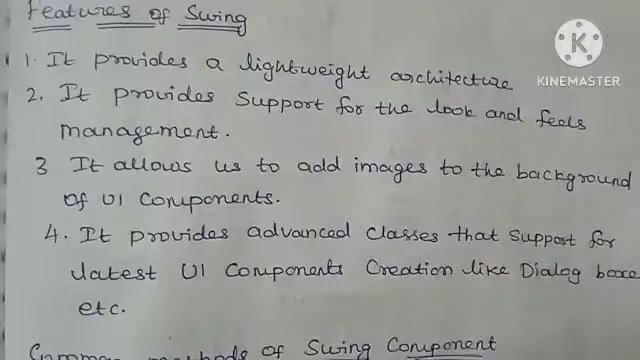 Features of Swing
1. It provides a lightweight architecture
2. It provides support for the look and feels
management.
3 It allows us to add images to the background
of UI Components.
4. It provides advanced classes that support for
latest UI Components Creation like Dialog boxe
etc.
Common methods of Swing Component
K
KINEMASTER